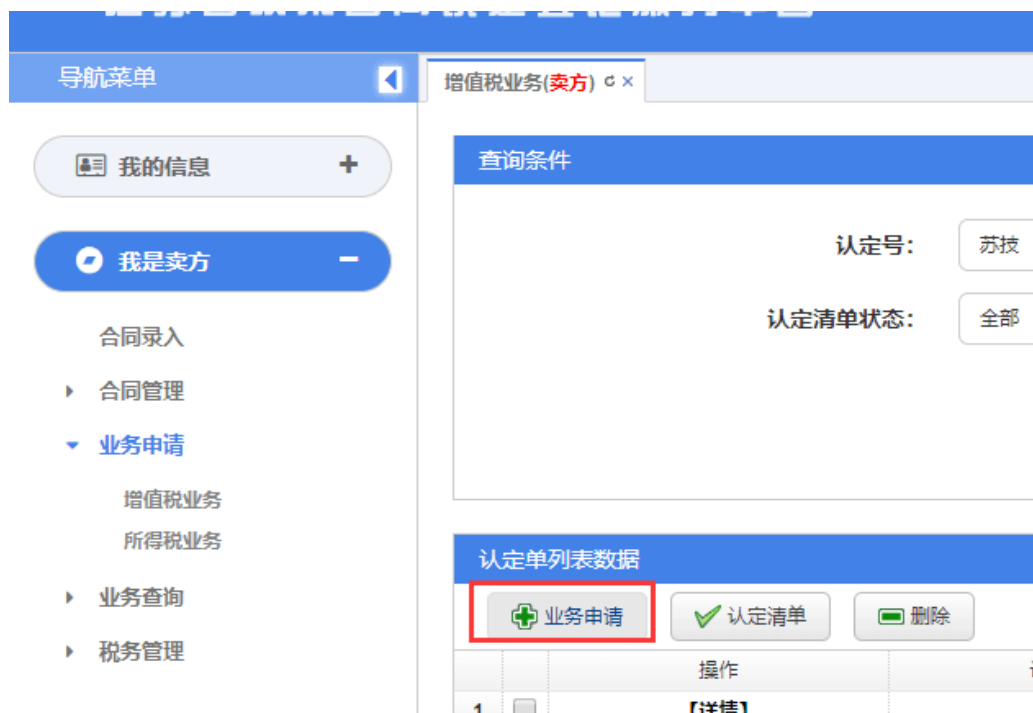 导航菜单
增值税业务(卖方)
我的信息
查询条件
认定号：
苏技
我是卖方
认定清单状态：
全部
合同录入
合同管理
业务申请
增值税业务
所得税业务
业务查询
税务管理
认定单列表数据
业务申请
认定清单
删除
操作
1
【详情】